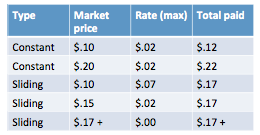 Type Market price Rate (max) Total paid
Constant $.10 $.02 $.12
Constant $.20 $.02 $.22
Sliding $.10 $.07 $.17
Sliding $.15 $.02 $.17
Sliding $.17 + $.00 $.17 +